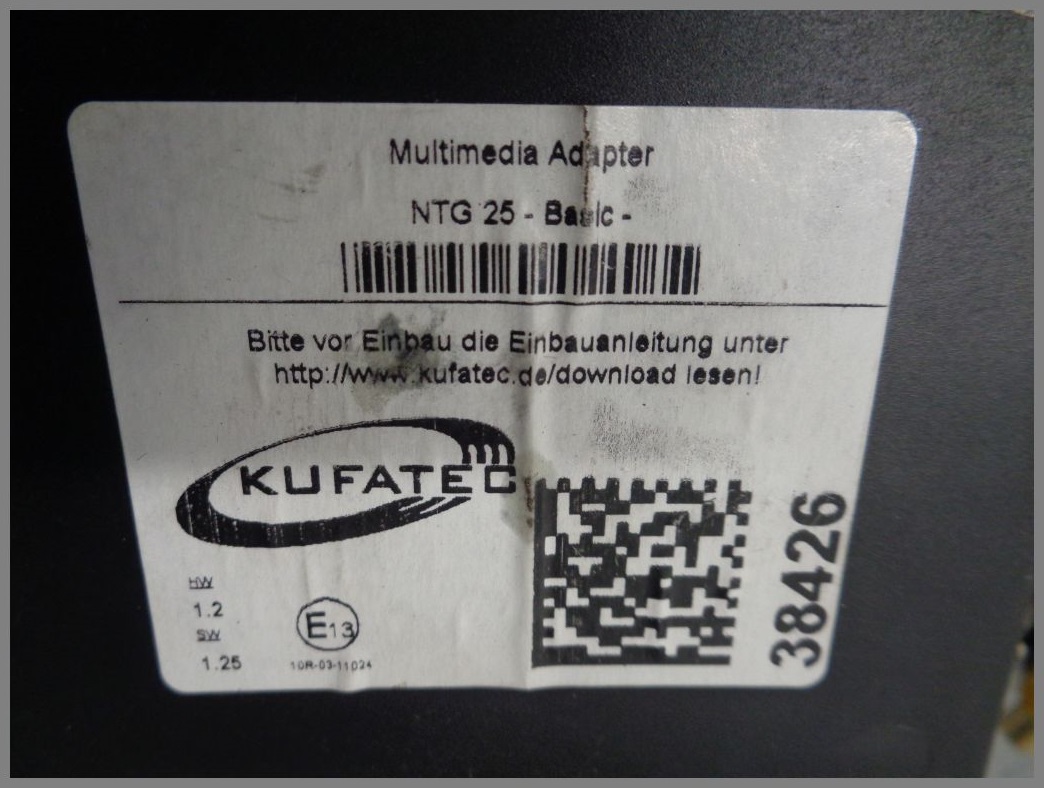 Multimedia Adapter
NTG 25 - Basic -
Bitte vor Einbau die Einbauanleitung unter
http://www.kufatec.de/download lesen!
KUFATEC
38426
HW
1.2
SW
1.25
E13
10R-03-11024